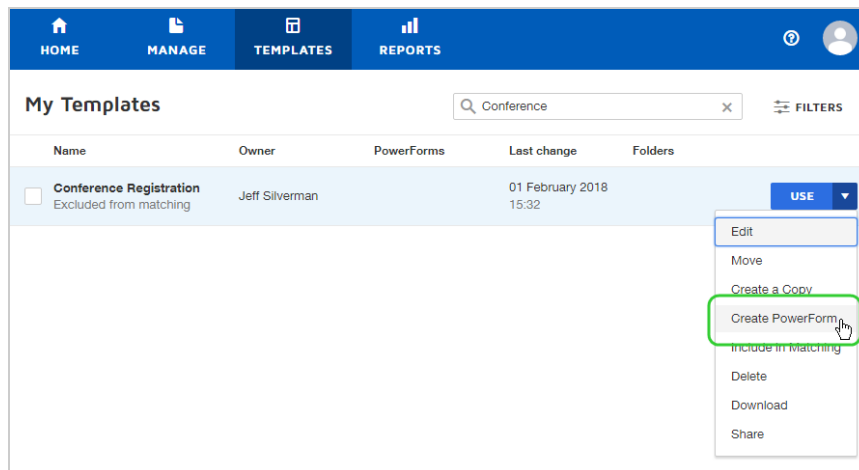 HOME
MANAGE
TEMPLATES
REPORTS
My Templates
Conference
FILTERS
Name
Owner
PowerForms
Last change
Folders
Conference Registration
Excluded from matching
Jeff Silverman
01 February 2018
15:32
USE
Edit
Move
Create a Copy
Create PowerForm
Include in Matching
Delete
Download
Share